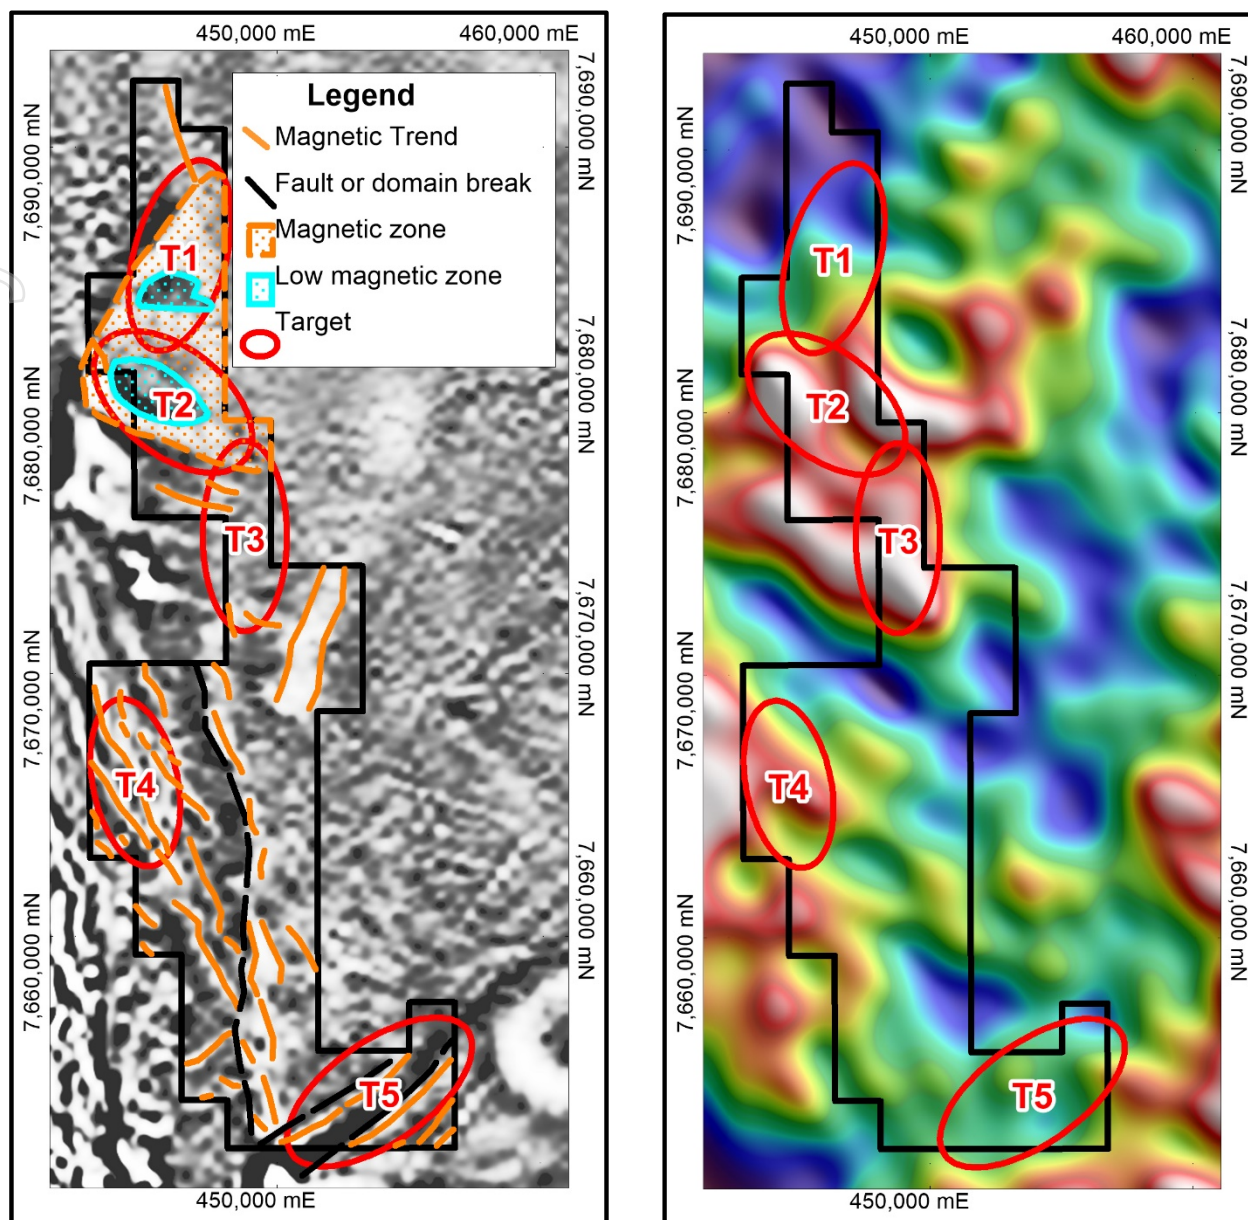 450,000 mE
460,000 mE
7,690,000 mN
7,690,000 mN
Legend
Magnetic Trend
Fault or domain break
Magnetic zone
Low magnetic zone
Target
T1
T2
T3
T4
T5
7,680,000 mN
7,680,000 mN
7,670,000 mN
7,670,000 mN
7,660,000 mN
7,660,000 mN
450,000 mE
450,000 mE
460,000 mE
7,690,000 mN
7,690,000 mN
T1
T2
T3
T4
T5
7,680,000 mN
7,680,000 mN
7,670,000 mN
7,670,000 mN
7,660,000 mN
7,660,000 mN
450,000 mE